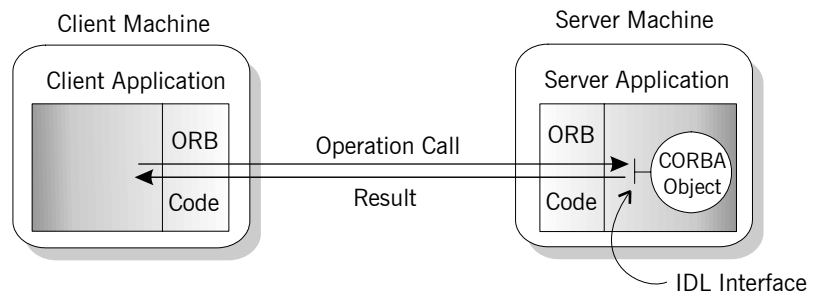 Client Machine
Server Machine
Client Application
Server Application
ORB
Code
Operation Call
Result
ORB
Code
CORBA
Object
IDL Interface